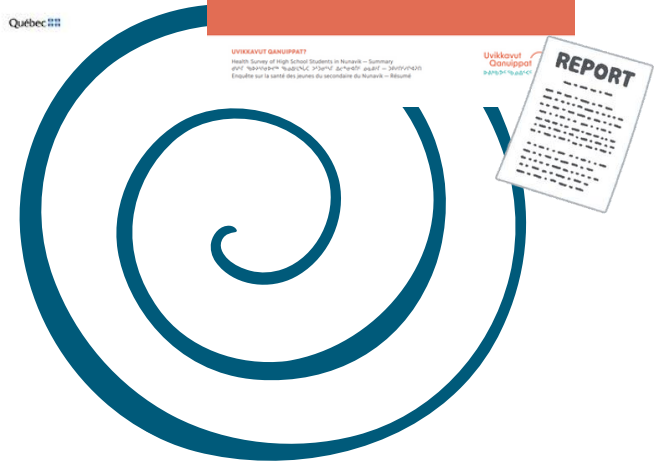 Québec
UVIKKAVUT QANUIPPAT?
Health Survey of High School Students in Nunavik — Summary
Enquête sur la santé des jeunes du secondaire du Nunavik — Résumé
Uvikkavut
Qanuippat
REPORT